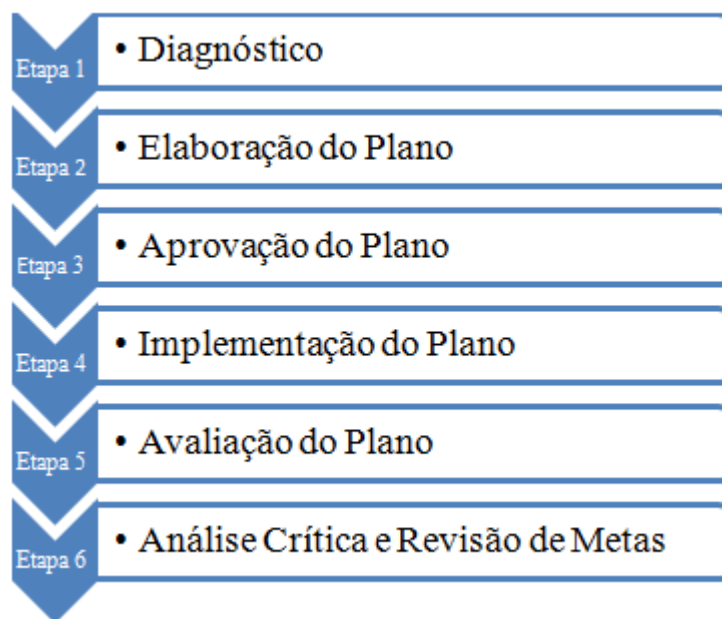 Etapa 1
• Diagnóstico
Etapa 2
• Elaboração do Plano
Etapa 3
• Aprovação do Plano
Etapa 4
• Implementação do Plano
Etapa 5
• Avaliação do Plano
Etapa 6
• Análise Crítica e Revisão de Metas